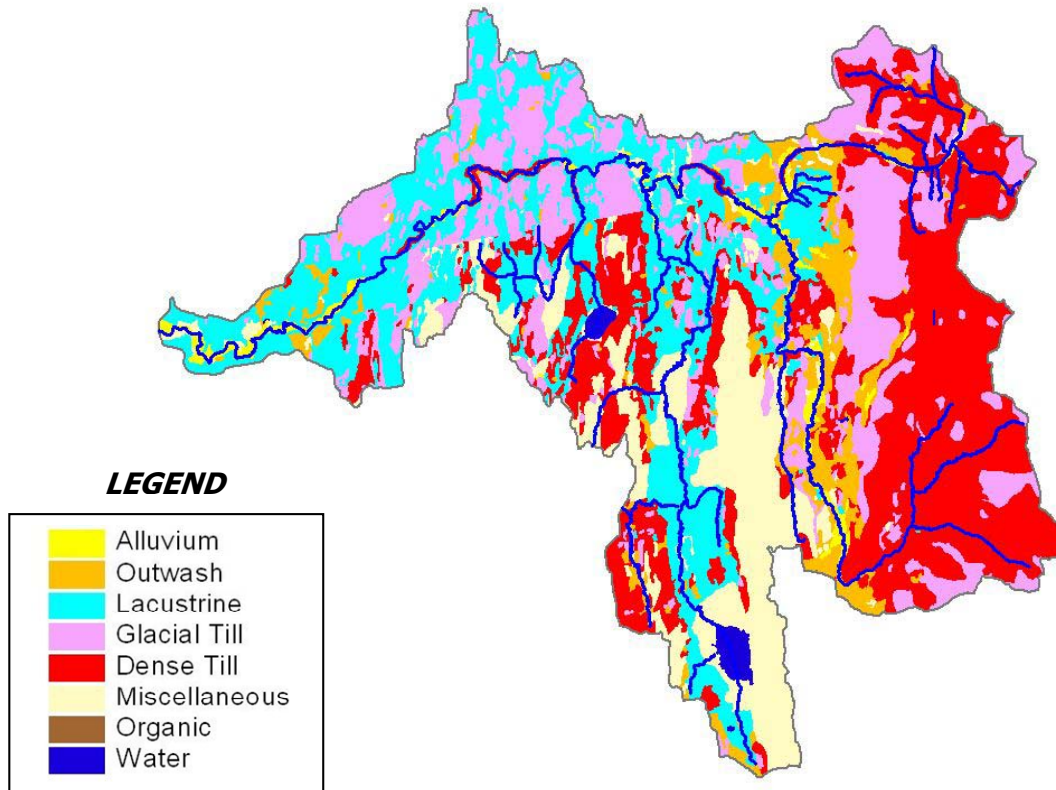 LEGEND
Alluvium
Outwash
Lacustrine
Glacial Till
Dense Till
Miscellaneous
Organic
Water